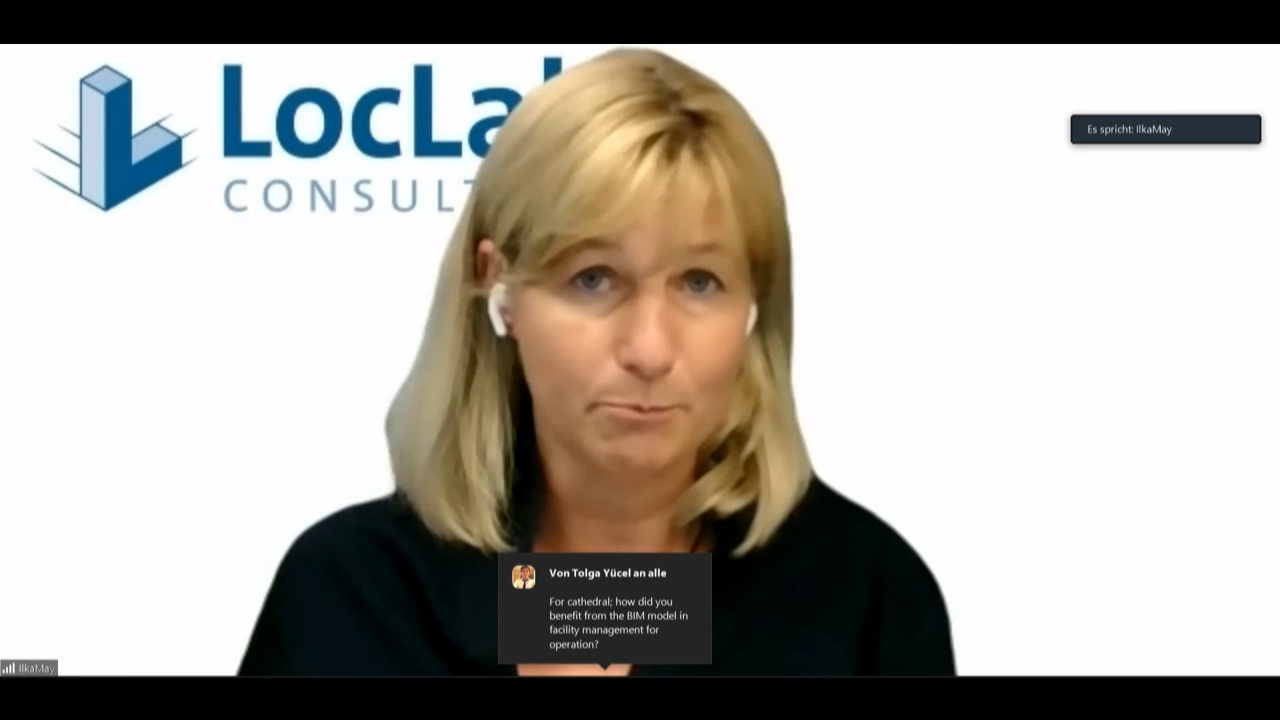 LocLa
CONSULT
Es spricht: IlkaMay
Von Tolga Yücel an alle
For cathedral; how did you
benefit from the BIM model in
facility management for
operation?
IlkaMay